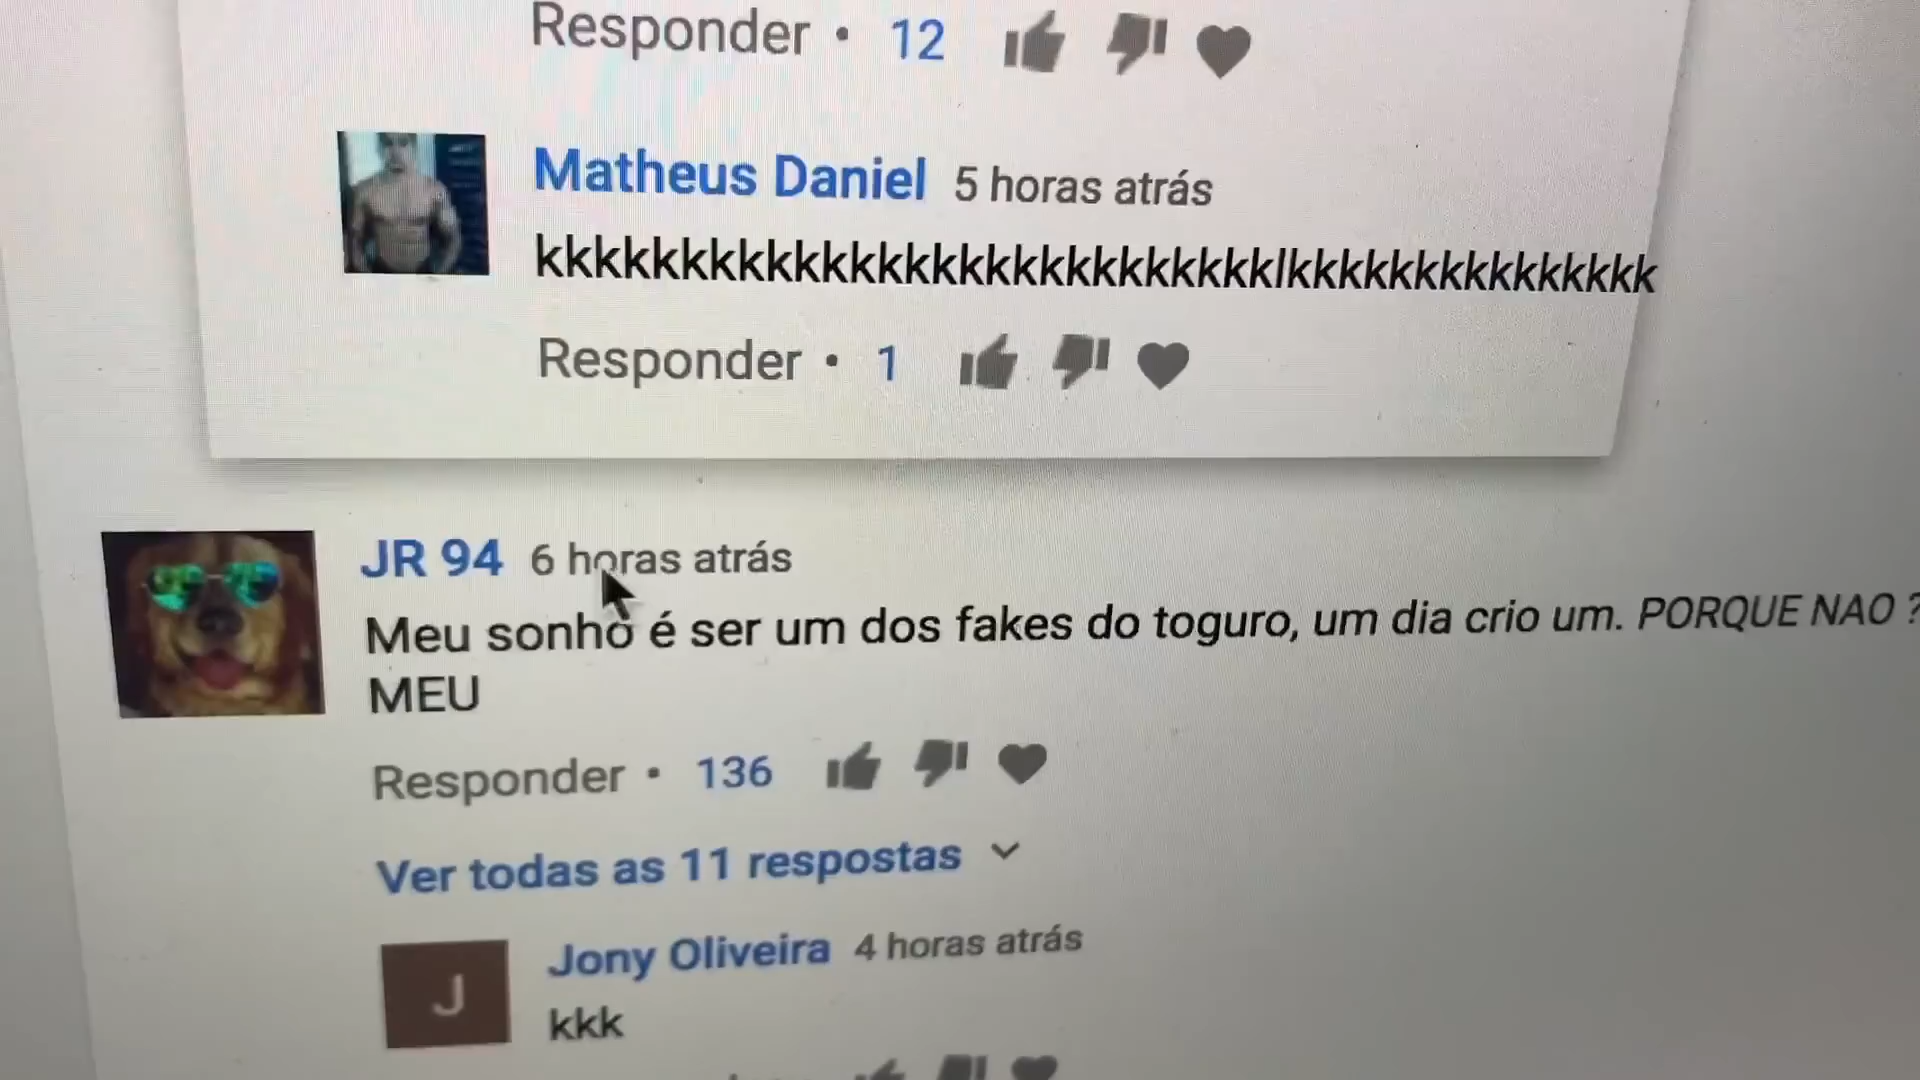 Responder • 12
Matheus Daniel 5 horas atrás
kkkkkkkkkkkkkkkkkkkkkkkkkkklkkkkkkkkkkkkkk
Responder • 1
JR 94 6 horas atrás
Meu sonho é ser um dos fakes do toguro, um dia crio um. PORQUE NAO ?
MEU
Responder • 136
Ver todas as 11 respostas
Jony Oliveira 4 horas atrás
J
kkk